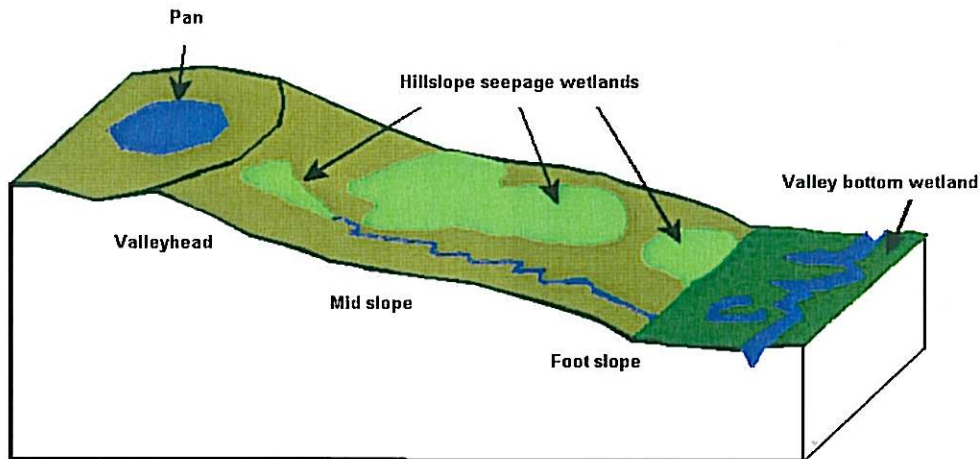 Pan
Hillslope seepage wetlands
Valley bottom wetland
Valleyhead
Mid slope
Foot slope